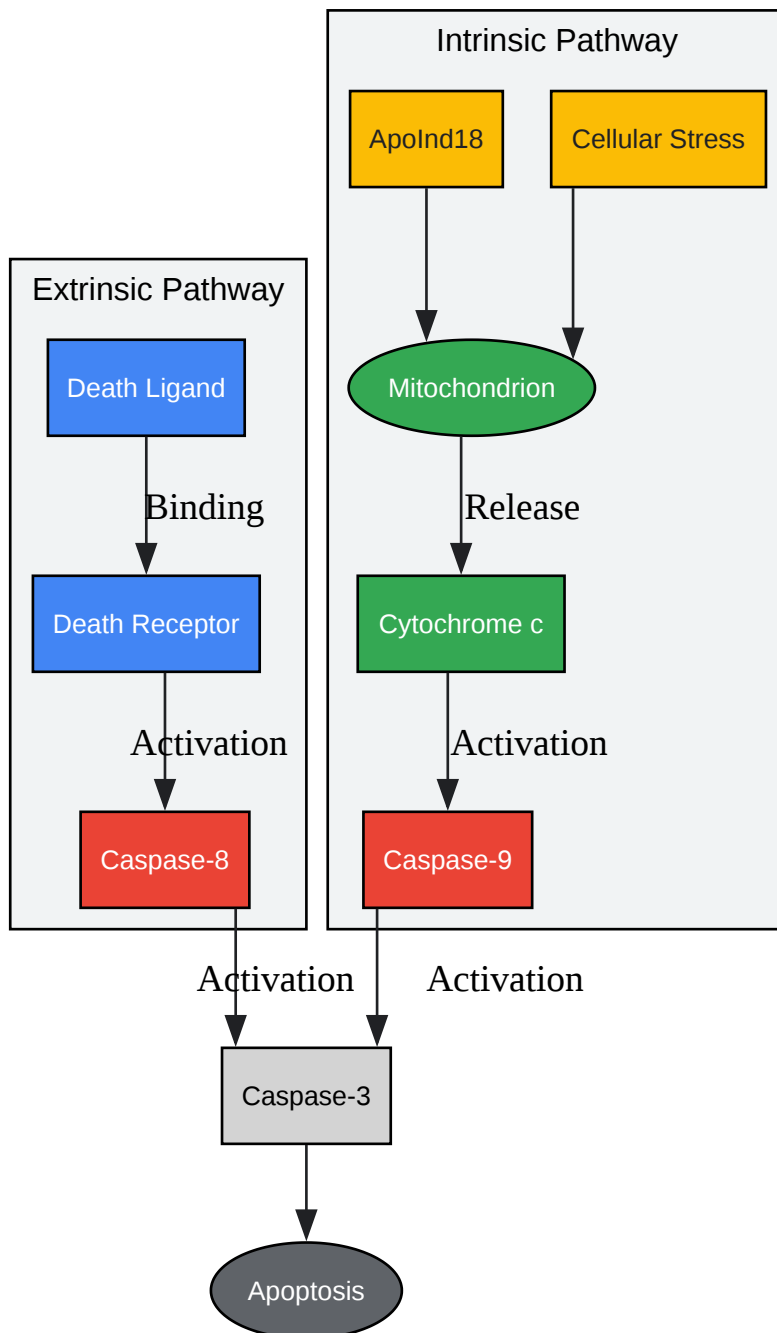 Intrinsic Pathway
ApoInd18
Cellular Stress
Extrinsic Pathway
Death Ligand
Mitochondrion
Binding
Release
Death Receptor
Cytochrome c
Activation
Activation
Caspase-8
Caspase-9
Activation
Activation
Caspase-3
Apoptosis